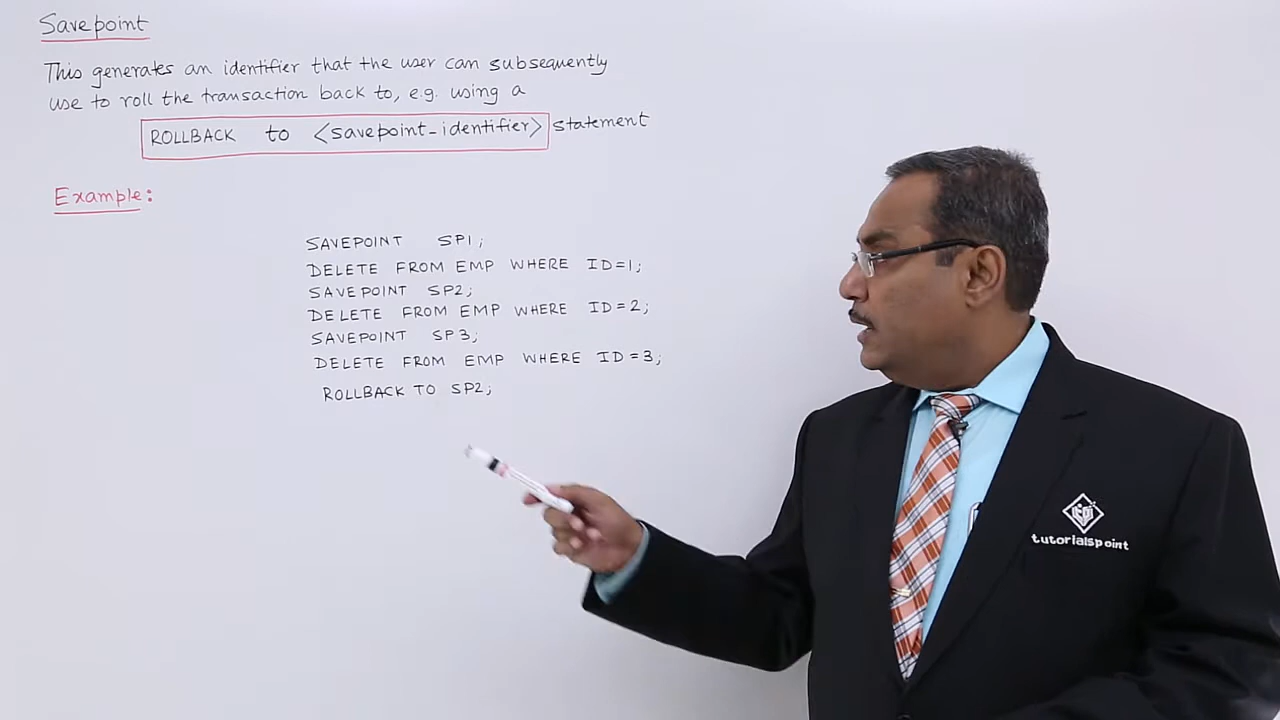 Savepoint
This generates an identifier that the user can subsequently
use to roll the transaction back to, e.g. using a
ROLLBACK to <savepoint-identifier> statement
Example:
SAVEPOINT SP1;
DELETE FROM EMP WHERE ID=1;
SAVEPOINT SP2;
DELETE FROM EMP WHERE ID=2;
SAVEPOINT SP3;
DELETE FROM EMP WHERE ID=3;
ROLLBACK TO SP2;
tutorialspoint